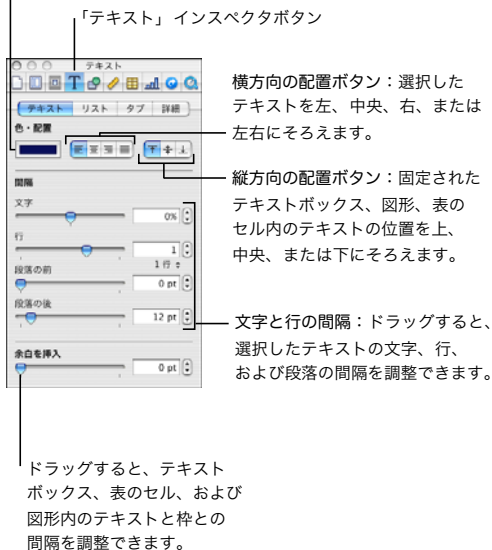 「テキスト」 インスペクタボタン
テキスト
テキスト リスト タブ 詳細
色・配置
横方向の配置ボタン：選択した
テキストを左、中央、右、または
左右にそろえます。
縦方向の配置ボタン：固定された
テキストボックス、図形、表の
セル内のテキストの位置を上、
中央、または下にそろえます。
間隔
文字
0%
行
1
1 行
段落の前
0 pt
段落の後
12 pt
文字と行の間隔：ドラッグすると、
選択したテキストの文字、行、
および段落の間隔を調整できます。
余白を挿入
0 pt
ドラッグすると、テキスト
ボックス、表のセル、および
図形内のテキストと枠との
間隔を調整できます。